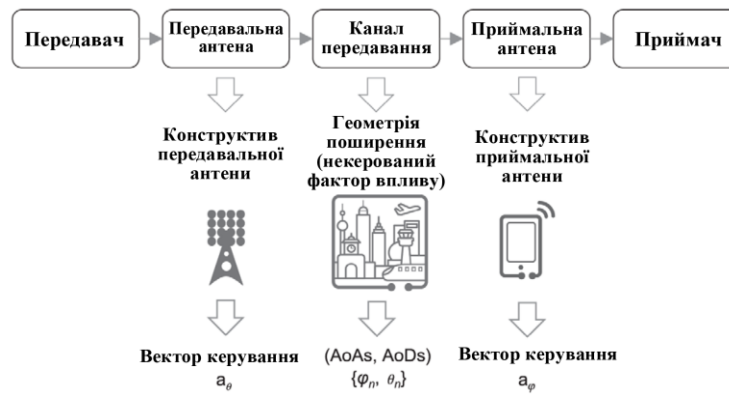 Передавач
Передавальна
антена
Канал
передавання
Приймальна
антена
Приймач
Конструктив
передавальної
антени
Геометрія
поширення
(некерований
фактор впливу)
Конструктив
приймальної
антени
Вектор керування
aθ
(AoAs, AoDs)
{φn, θn}
Вектор керування
aφ